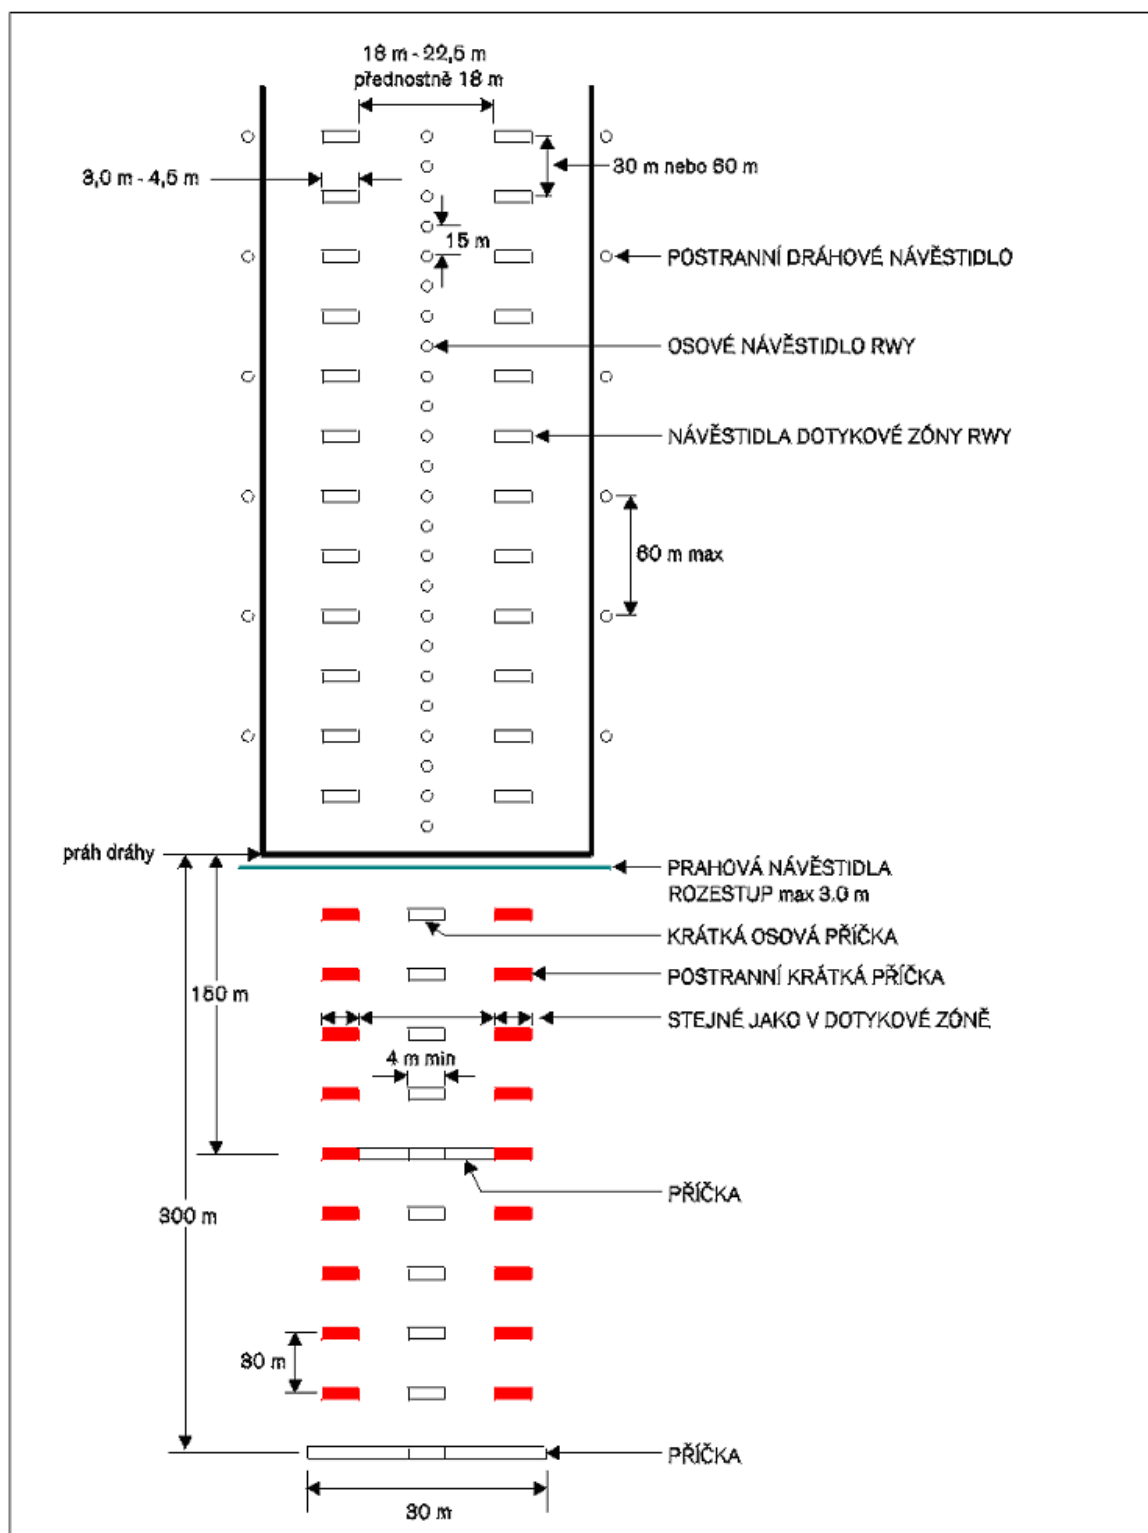 18 m - 22,5 m
přednostně 18 m
3,0 m - 4,5 m
30 m nebo 60 m
15 m
POSTRANNÍ DRÁHOVÉ NÁVĚSTIDLO
OSOVÉ NÁVĚSTIDLO RWY
NÁVĚSTIDLA DOTYKOVÉ ZÓNY RWY
60 m max
práh dráhy
PRAHOVÁ NÁVĚSTIDLA
ROZESTUP max 3.0 m
KRÁTKÁ OSOVÁ PŘÍČKA
POSTRANNÍ KRÁTKÁ PŘÍČKA
150 m
STEJNÉ JAKO V DOTYKOVÉ ZÓNĚ
4 m min
PŘÍČKA
300 m
30 m
PŘÍČKA
30 m